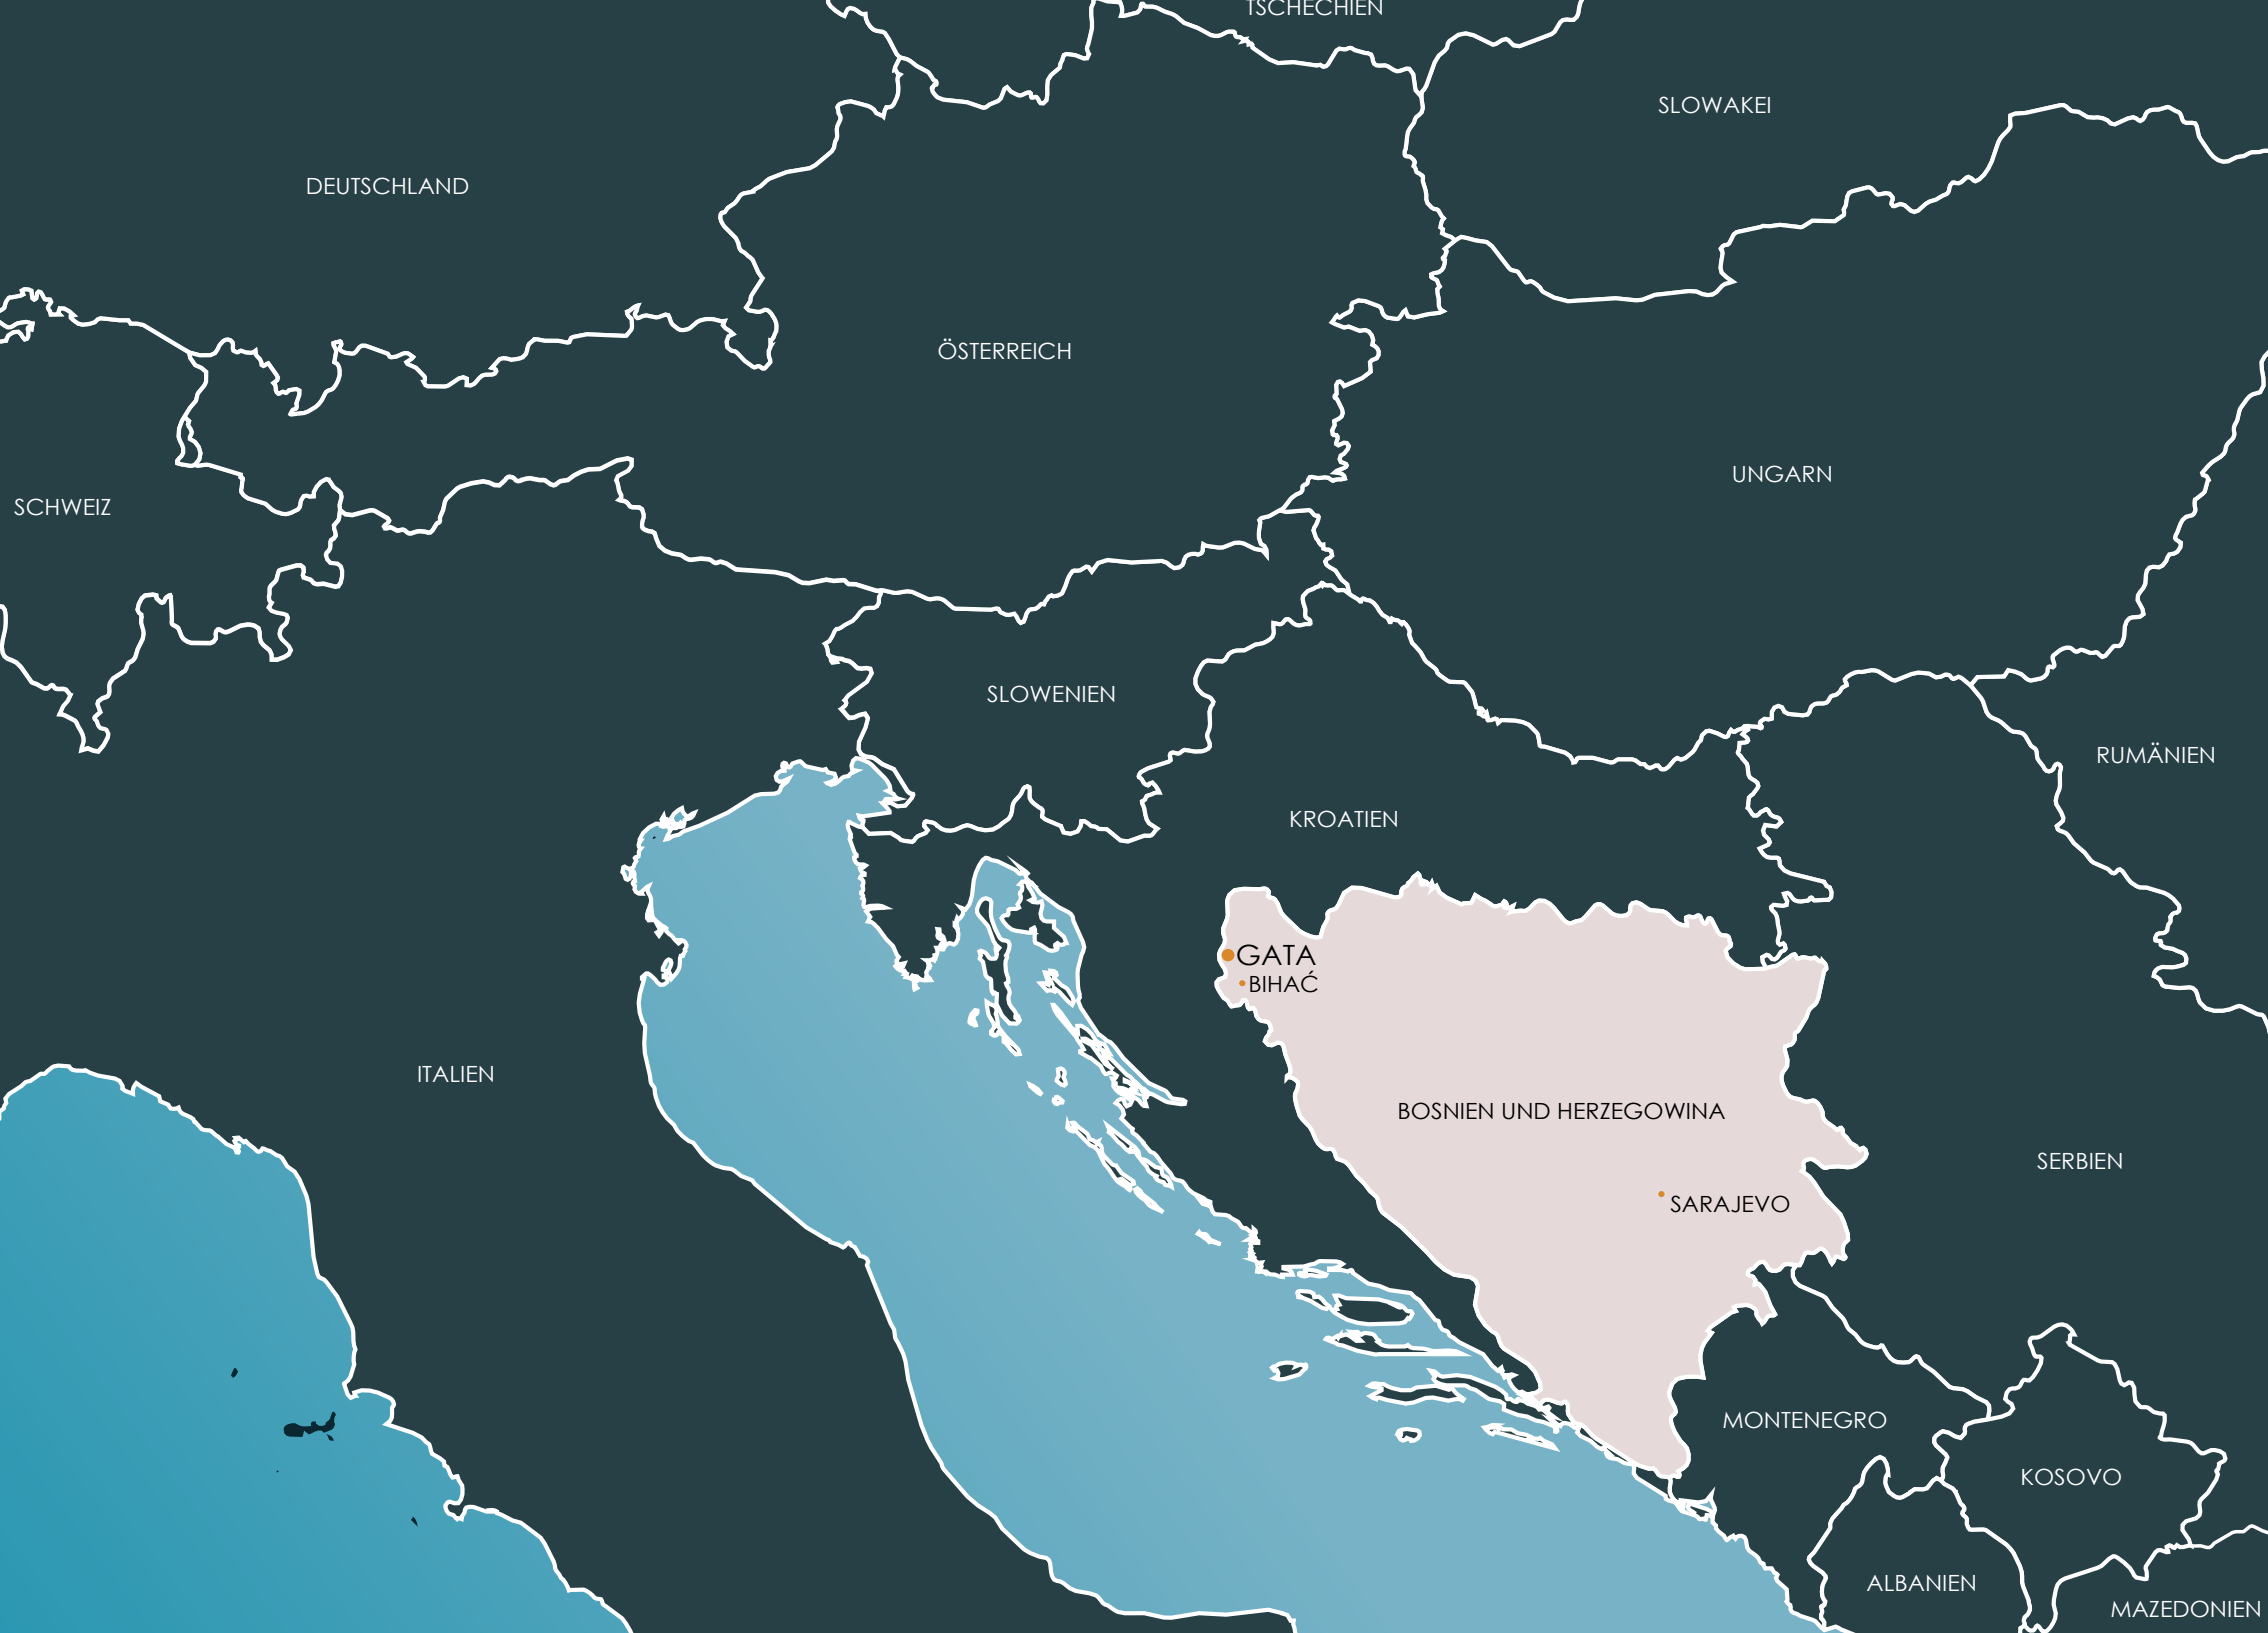 TSCHECHIEN
SLOWAKEI
DEUTSCHLAND
ÖSTERREICH
UNGARN
SCHWEIZ
SLOWENIEN
RUMÄNIEN
KROATIEN
GATA
BIHAĆ
ITALIEN
BOSNIEN UND HERZEGOWINA
SERBIEN
SARAJEVO
MONTENEGRO
KOSOVO
ALBANIEN
MAZEDONIEN